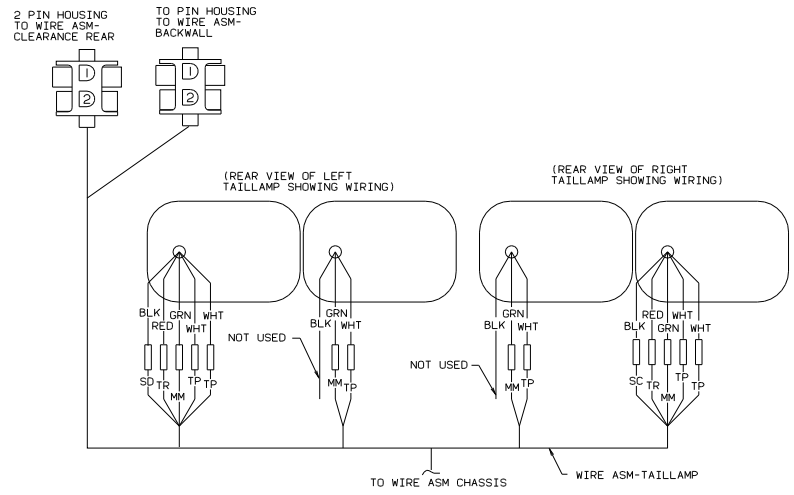 2 PIN HOUSING
TO WIRE ASM-
CLEARANCE REAR
TO PIN HOUSING
TO WIRE ASM-
BACKWALL
1
2
1
2
(REAR VIEW OF LEFT
TAILLAMP SHOWING WIRING)
(REAR VIEW OF RIGHT
TAILLAMP SHOWING WIRING)
BLK RED GRN WHT WHT
BLK GRN WHT
BLK GRN WHT
BLK RED GRN WHT WHT
NOT USED
NOT USED
SD TR MM TP TP
MM TP
MM TP
SC TR MM TP TP
WIRE ASM-TAILLAMP
TO WIRE ASM CHASSIS